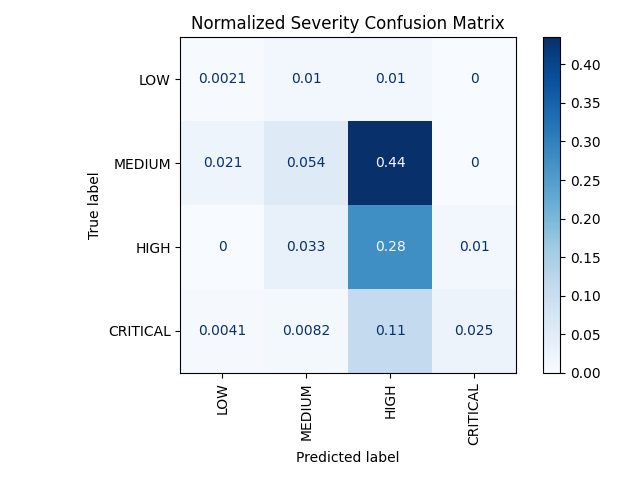 Normalized Severity Confusion Matrix
LOW 0.0021 0.01 0.01 0
MEDIUM 0.021 0.054 0.44 0
HIGH 0 0.033 0.28 0.01
CRITICAL 0.0041 0.0082 0.11 0.025
True label
LOW MEDIUM HIGH CRITICAL
Predicted label
0.40
0.35
0.30
0.25
0.20
0.15
0.10
0.05
0.00